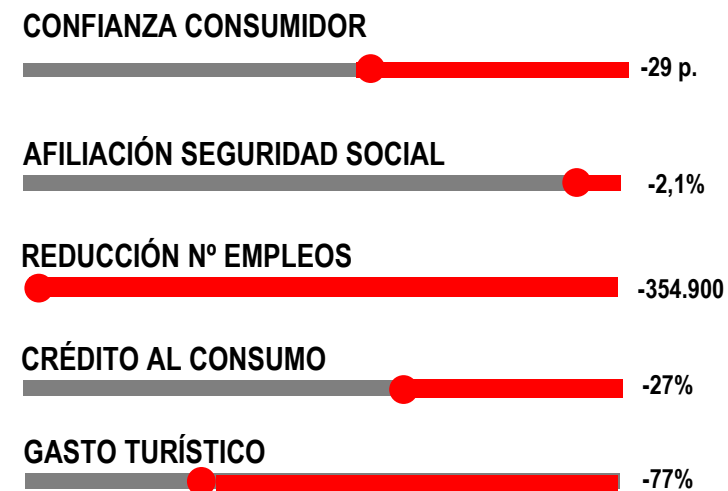 CONFIANZA CONSUMIDOR
-29 p.
AFILIACIÓN SEGURIDAD SOCIAL
-2,1%
REDUCCIÓN Nº EMPLEOS
-354.900
CRÉDITO AL CONSUMO
-27%
GASTO TURÍSTICO
-77%